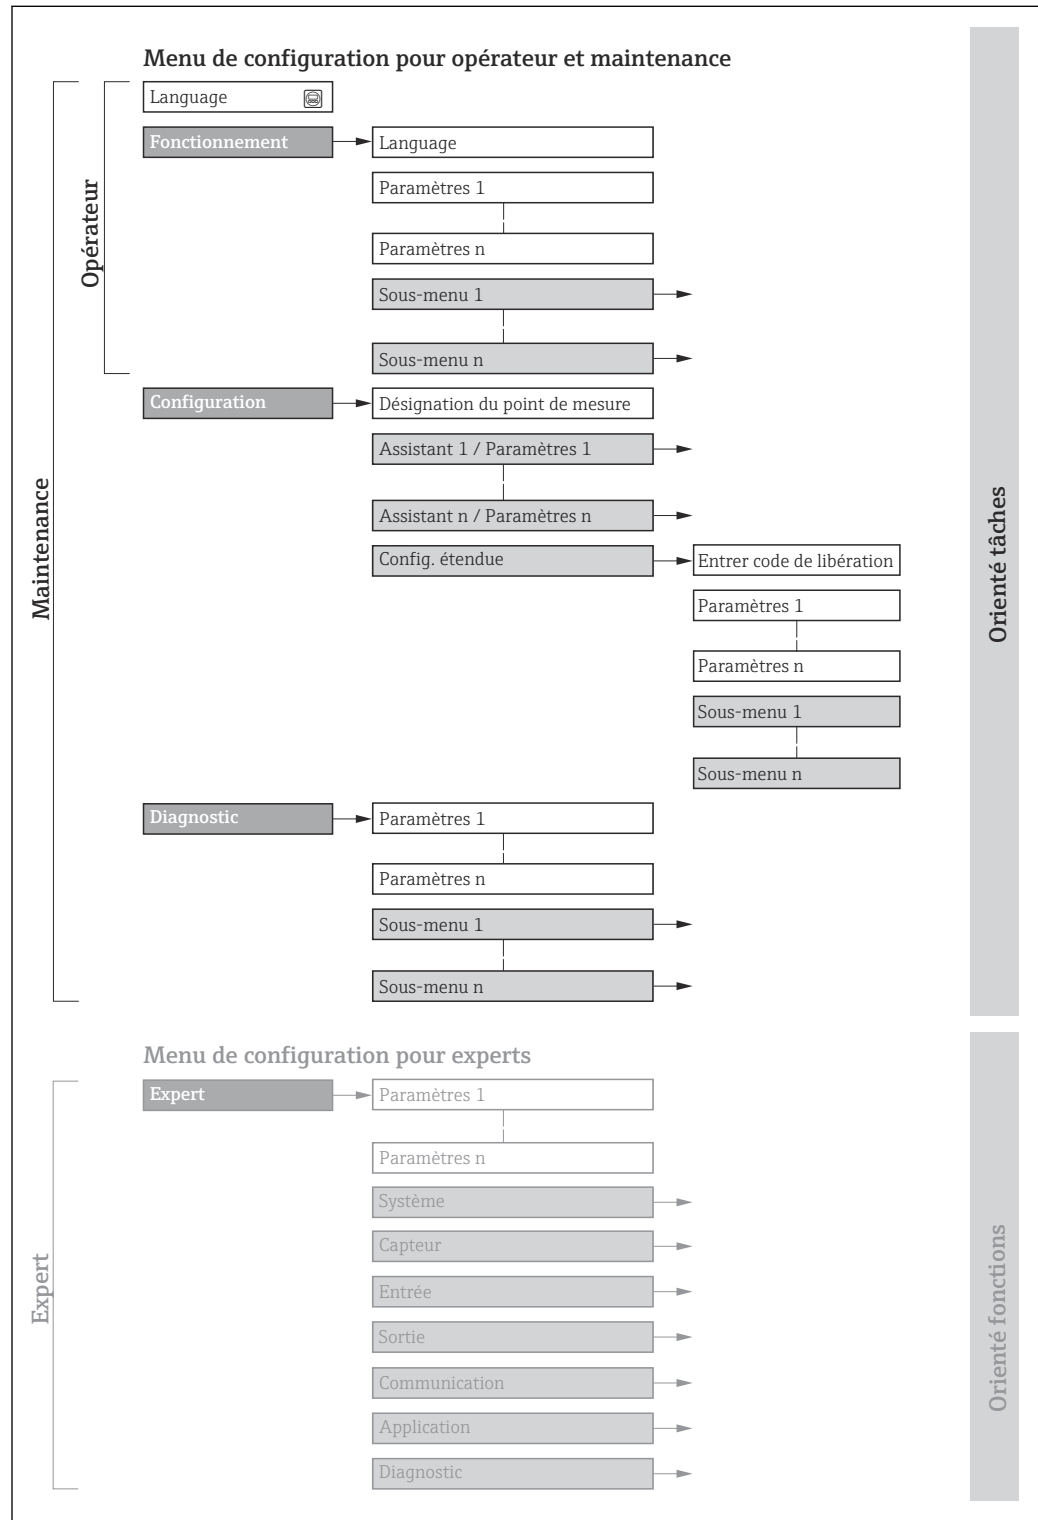 Menu de configuration pour opérateur et maintenance
Language
Fonctionnement
Language
Paramètres 1
Paramètres n
Sous-menu 1
Sous-menu n
Opérateur
Configuration
Désignation du point de mesure
Assistant 1 / Paramètres 1
Assistant n / Paramètres n
Config. étendue
Entrer code de libération
Paramètres 1
Paramètres n
Sous-menu 1
Sous-menu n
Maintenance
Orienté tâches
Diagnostic
Paramètres 1
Paramètres n
Sous-menu 1
Sous-menu n
Menu de configuration pour experts
Expert
Paramètres 1
Paramètres n
Système
Capteur
Entrée
Sortie
Communication
Application
Diagnostic
Expert
Orienté fonctions